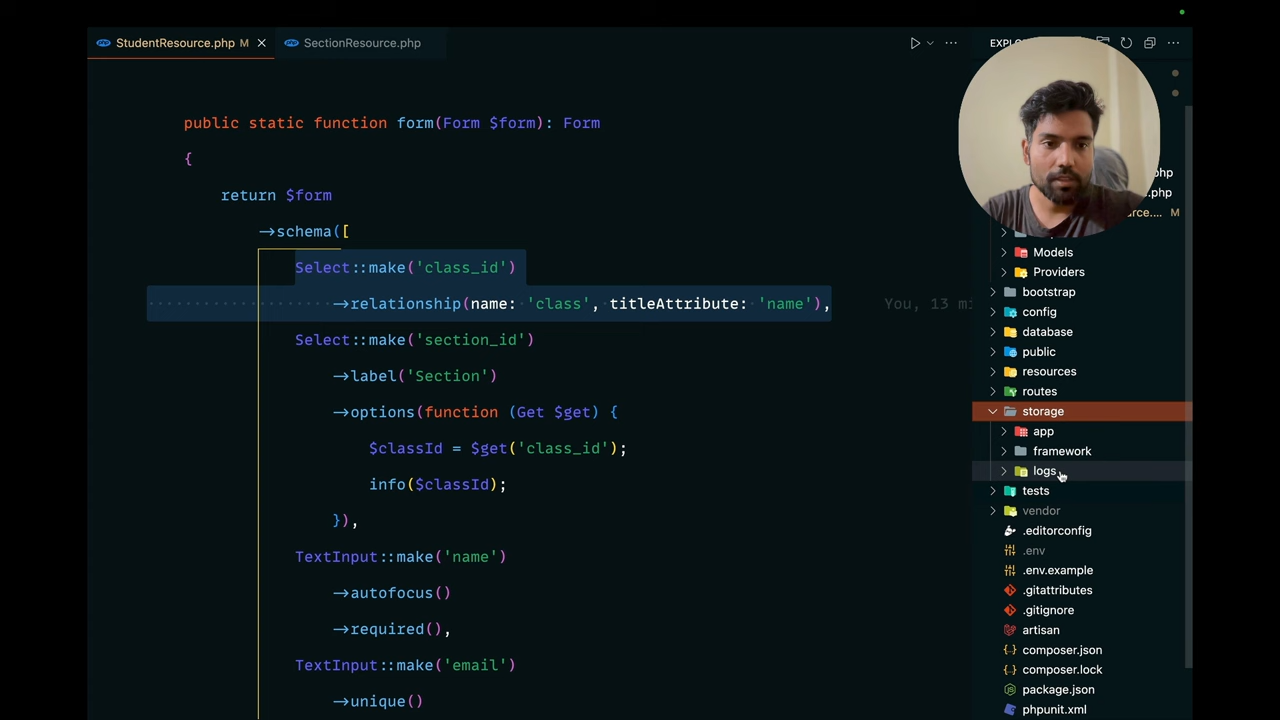 StudentResource.php M
SectionResource.php
public static function form(Form $form): Form
{
return $form
->schema([
Select::make('class_id')
->relationship(name: 'class', titleAttribute: 'name'),
You, 13 mi
Select::make('section_id')
->label('Section')
->options(function (Get $get) {
$classId = $get('class_id');
info($classId);
}),
TextInput::make('name')
->autofocus()
->required(),
TextInput::make('email')
->unique()
EXPLO
.php
.php
rce.... M
Models
Providers
bootstrap
config
database
public
resources
routes
storage
app
framework
logs
tests
vendor
.editorconfig
.env
.env.example
.gitattributes
.gitignore
artisan
composer.json
composer.lock
package.json
phpunit.xml